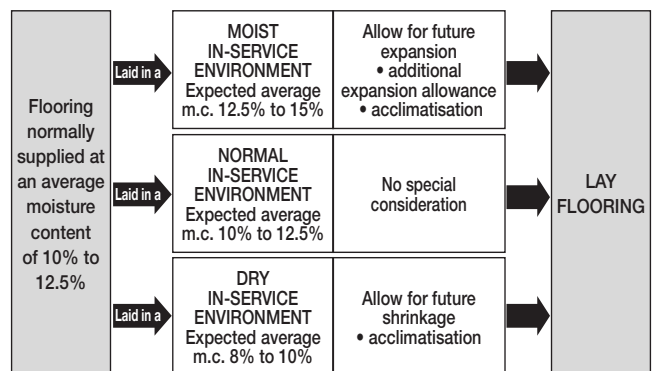 Flooring
normally
supplied at
an average
moisture
content
of 10% to
12.5%
Laid in a
MOIST
IN-SERVICE
ENVIRONMENT
Expected average
m.c. 12.5% to 15%
Allow for future
expansion
• additional
expansion allowance
• acclimatisation
Laid in a
NORMAL
IN-SERVICE
ENVIRONMENT
Expected average
m.c. 10% to 12.5%
No special
consideration
Laid in a
DRY
IN-SERVICE
ENVIRONMENT
Expected average
m.c. 8% to 10%
Allow for future
shrinkage
• acclimatisation
LAY
FLOORING